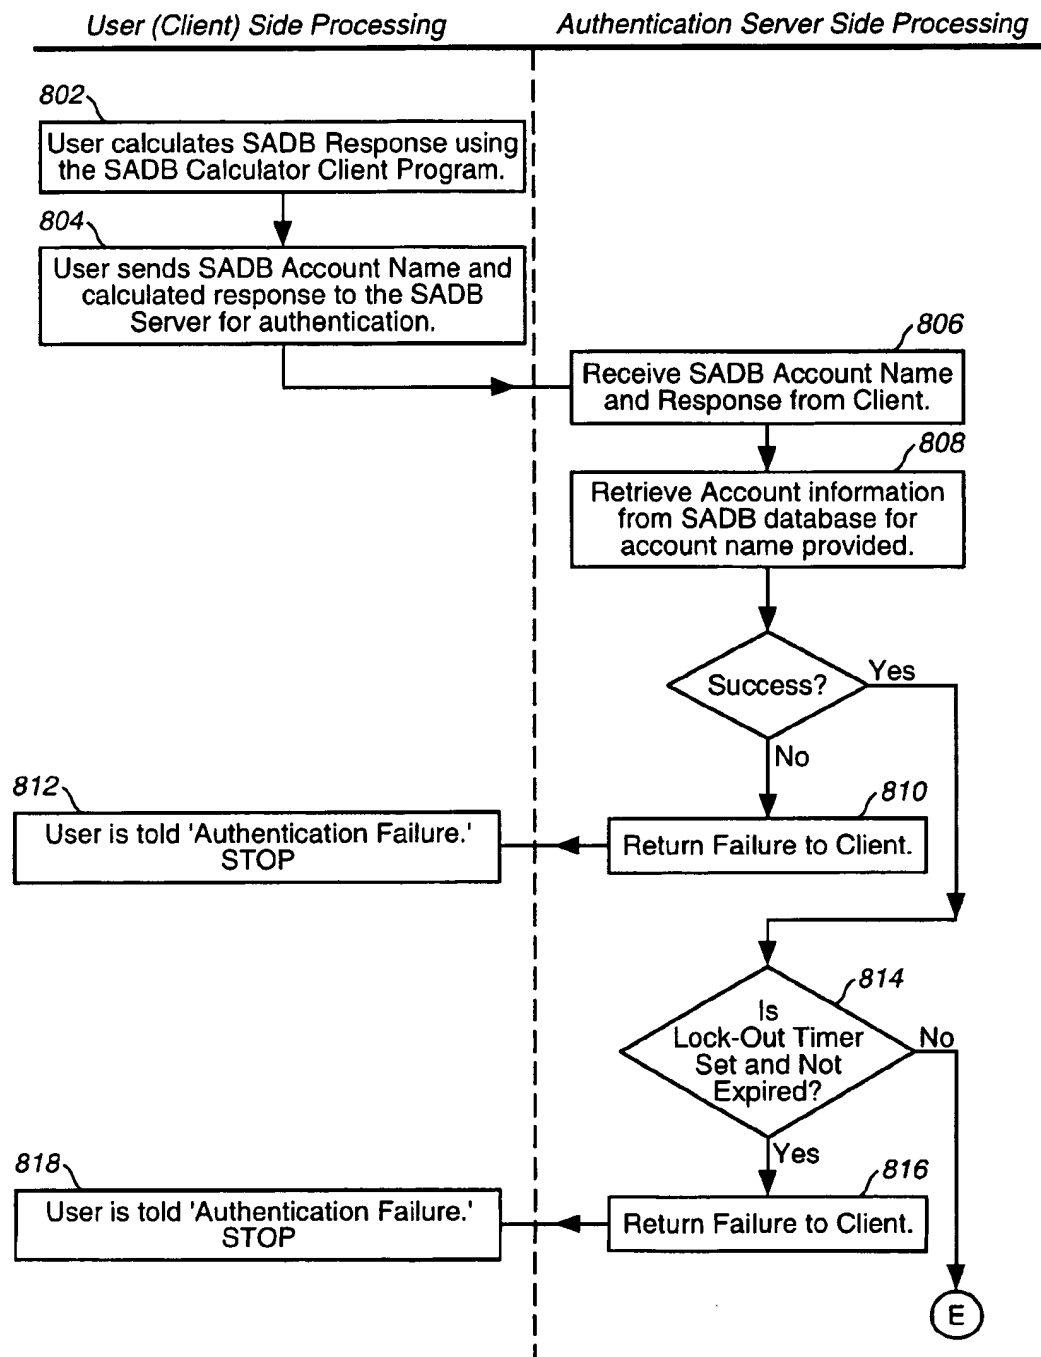 User (Client) Side Processing
Authentication Server Side Processing
802
User calculates SADB Response using
the SADB Calculator Client Program.
804
User sends SADB Account Name and
calculated response to the SADB
Server for authentication.
806
Receive SADB Account Name
and Response from Client.
808
Retrieve Account information
from SADB database for
account name provided.
Success?
Yes
No
810
Return Failure to Client.
812
User is told 'Authentication Failure.'
STOP
814
Is
Lock-Out Timer
Set and Not
Expired?
No
Yes
816
Return Failure to Client.
818
User is told 'Authentication Failure.'
STOP
E